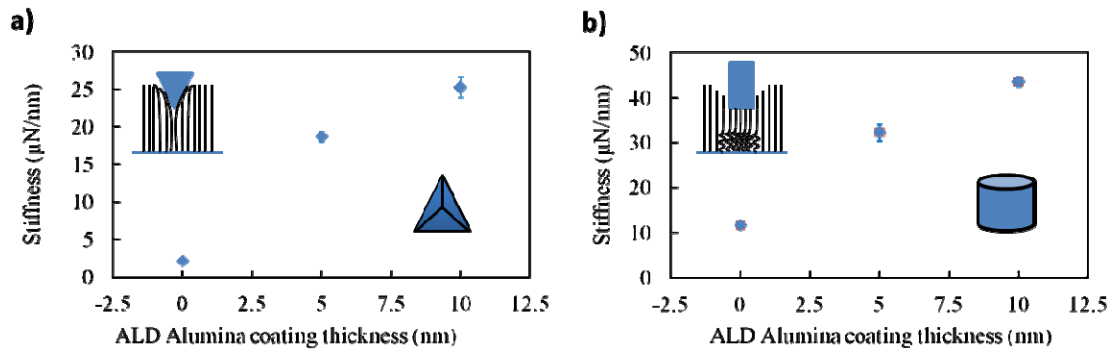 a)
Stiffness (µN/nm)
30
25
20
15
10
5
0
-2.5 0 2.5 5 7.5 10 12.5
ALD Alumina coating thickness (nm)
b)
Stiffness (µN/nm)
50
40
30
20
10
0
-2.5 0 2.5 5 7.5 10 12.5
ALD Alumina coating thickness (nm)